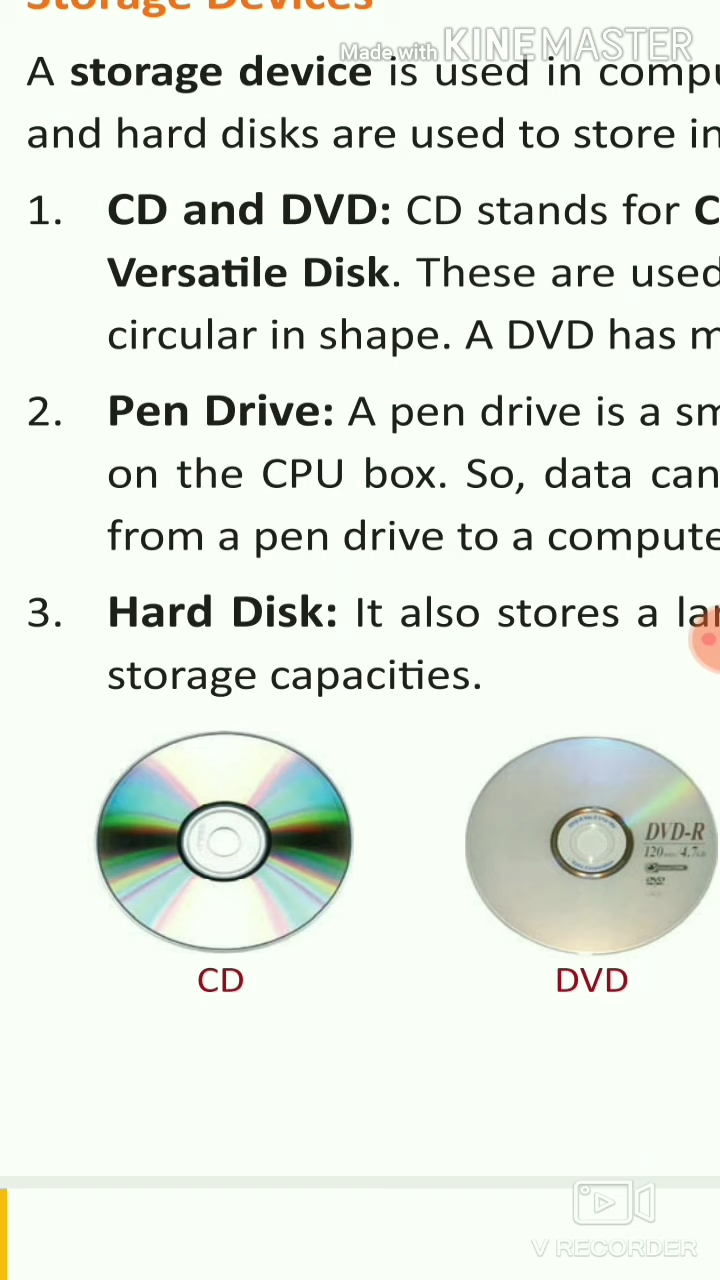 Storage Devices
Made with KINEMASTER
A storage device is used in compu
and hard disks are used to store in
1. CD and DVD: CD stands for C
Versatile Disk. These are used
circular in shape. A DVD has m
2. Pen Drive: A pen drive is a sm
on the CPU box. So, data can
from a pen drive to a compute
3. Hard Disk: It also stores a lar
storage capacities.
DVD-R
CD
DVD
V RECORDER